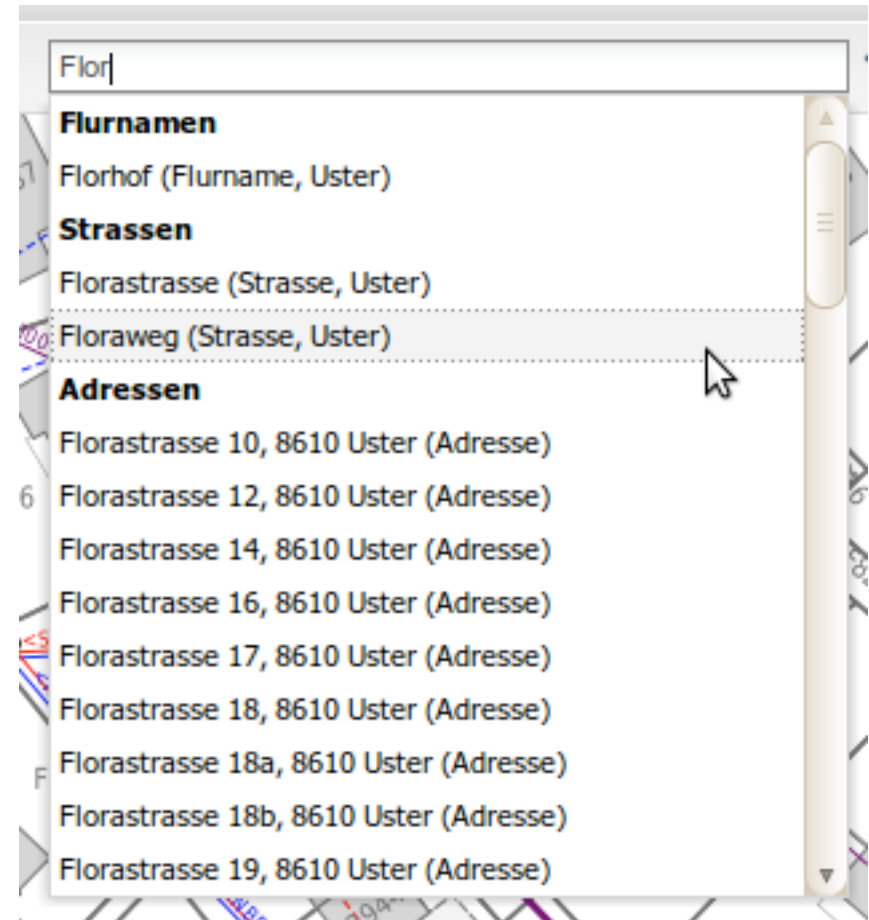 Flor
Flurnamen
Florhof (Flurname, Uster)
Strassen
Florastrasse (Strasse, Uster)
Floraweg (Strasse, Uster)
Adressen
Florastrasse 10, 8610 Uster (Adresse)
Florastrasse 12, 8610 Uster (Adresse)
Florastrasse 14, 8610 Uster (Adresse)
Florastrasse 16, 8610 Uster (Adresse)
Florastrasse 17, 8610 Uster (Adresse)
Florastrasse 18, 8610 Uster (Adresse)
Florastrasse 18a, 8610 Uster (Adresse)
Florastrasse 18b, 8610 Uster (Adresse)
Florastrasse 19, 8610 Uster (Adresse)